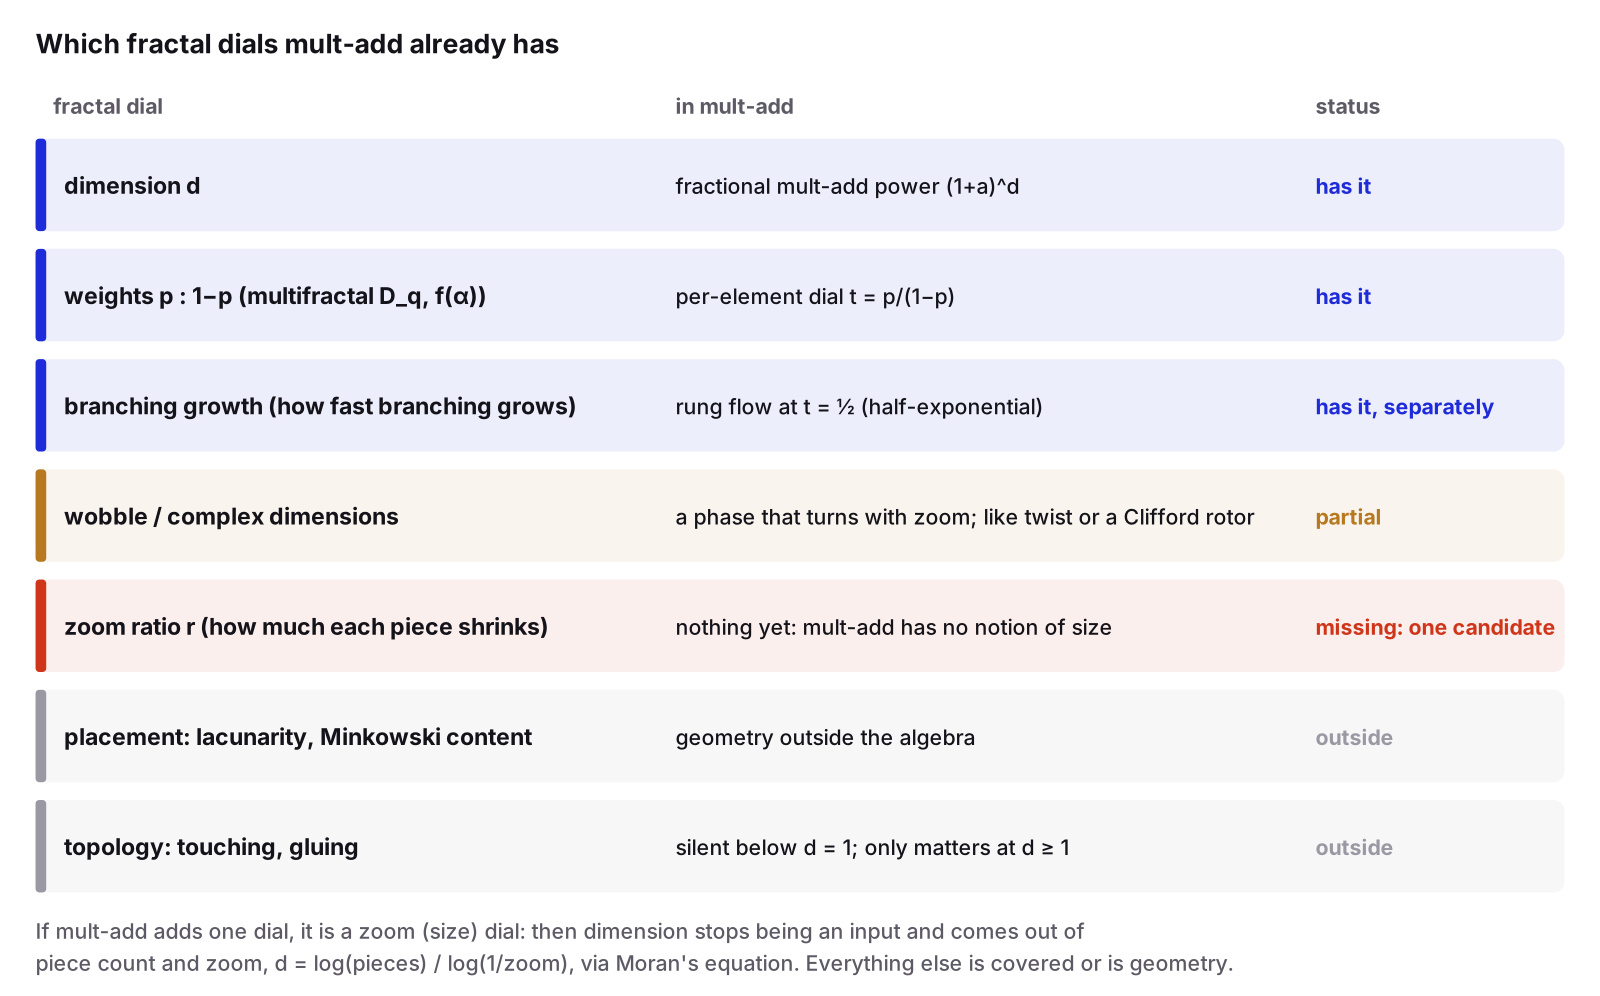 Which fractal dials mult-add already has
fractal dial in mult-add status
dimension d fractional mult-add power (1+a)^d has it
weights p : 1−p (multifractal D_q, f(α)) per-element dial t = p/(1−p) has it
branching growth (how fast branching grows) rung flow at t = ½ (half-exponential) has it, separately
wobble / complex dimensions a phase that turns with zoom; like twist or a Clifford rotor partial
zoom ratio r (how much each piece shrinks) nothing yet: mult-add has no notion of size missing: one candidate
placement: lacunarity, Minkowski content geometry outside the algebra outside
topology: touching, gluing silent below d = 1; only matters at d ≥ 1 outside
If mult-add adds one dial, it is a zoom (size) dial: then dimension stops being an input and comes out of
piece count and zoom, d = log(pieces) / log(1/zoom), via Moran's equation. Everything else is covered or is geometry.